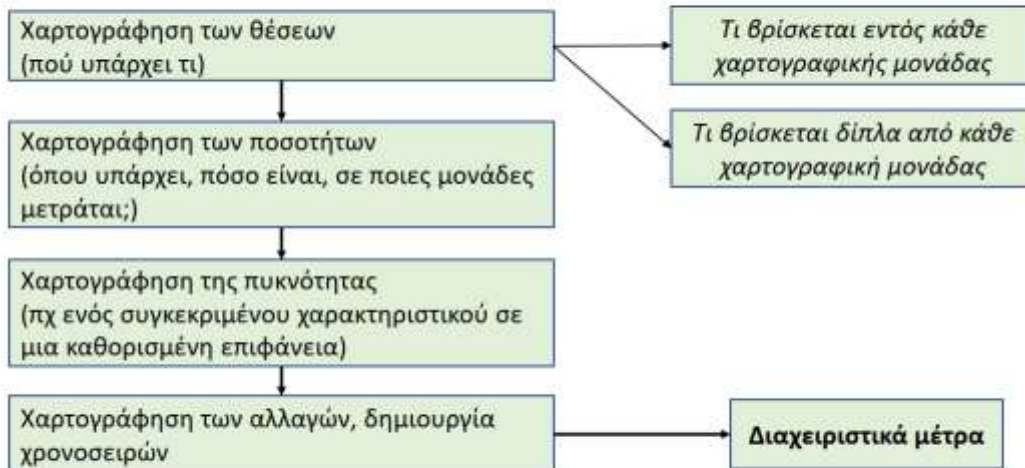 Χαρτογράφηση των θέσεων
(πού υπάρχει τι)
Τι βρίσκεται εντός κάθε
χαρτογραφικής μονάδας
Τι βρίσκεται δίπλα από κάθε
χαρτογραφική μονάδα
Χαρτογράφηση των ποσοτήτων
(όπου υπάρχει, πόσο είναι, σε ποιες μονάδες
μετράται;)
Χαρτογράφηση της πυκνότητας
(πχ ενός συγκεκριμένου χαρακτηριστικού σε
μια καθορισμένη επιφάνεια)
Χαρτογράφηση των αλλαγών, δημιουργία
χρονοσειρών
Διαχειριστικά μέτρα